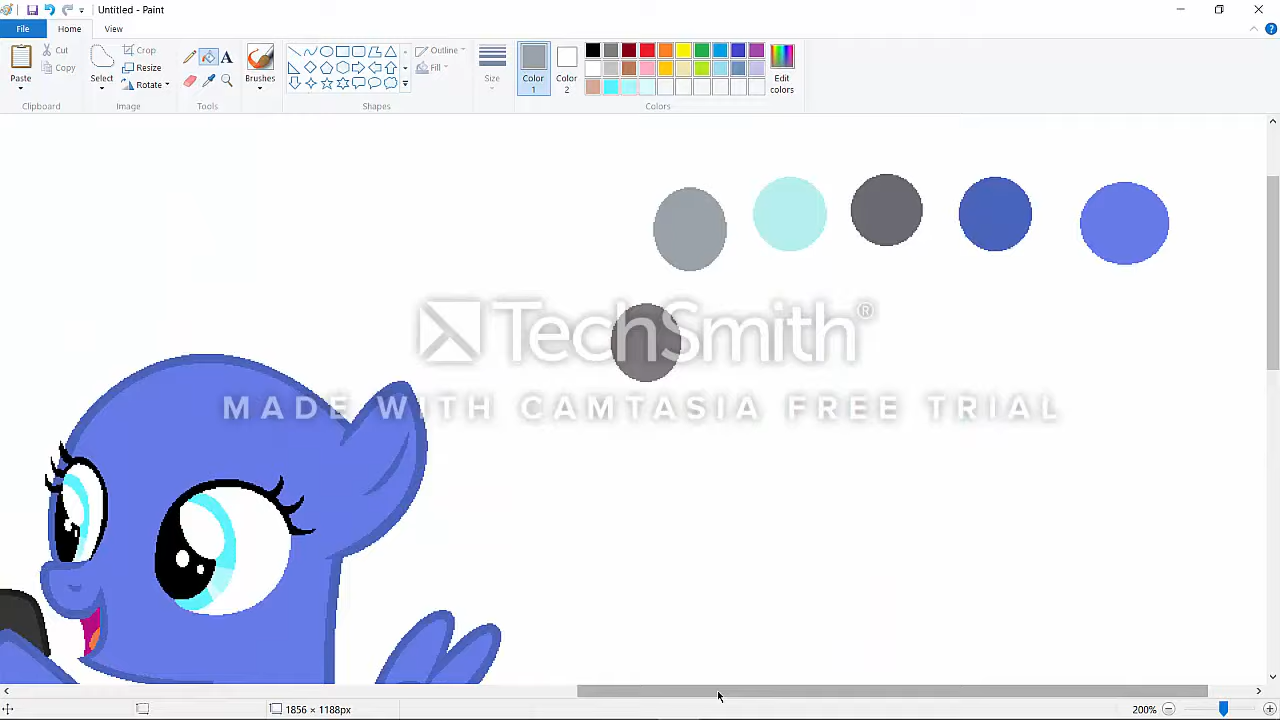 Untitled - Paint
File Home View
Paste
Cut
Copy
Clipboard
Select
Crop
Resize
Rotate
Image
A
Tools
Brushes
Outline
Fill
Shapes
Size
Color 1
Color 2
Edit colors
Colors
TechSmith®
MADE WITH CAMTASIA FREE TRIAL
1856 × 1188px
200%